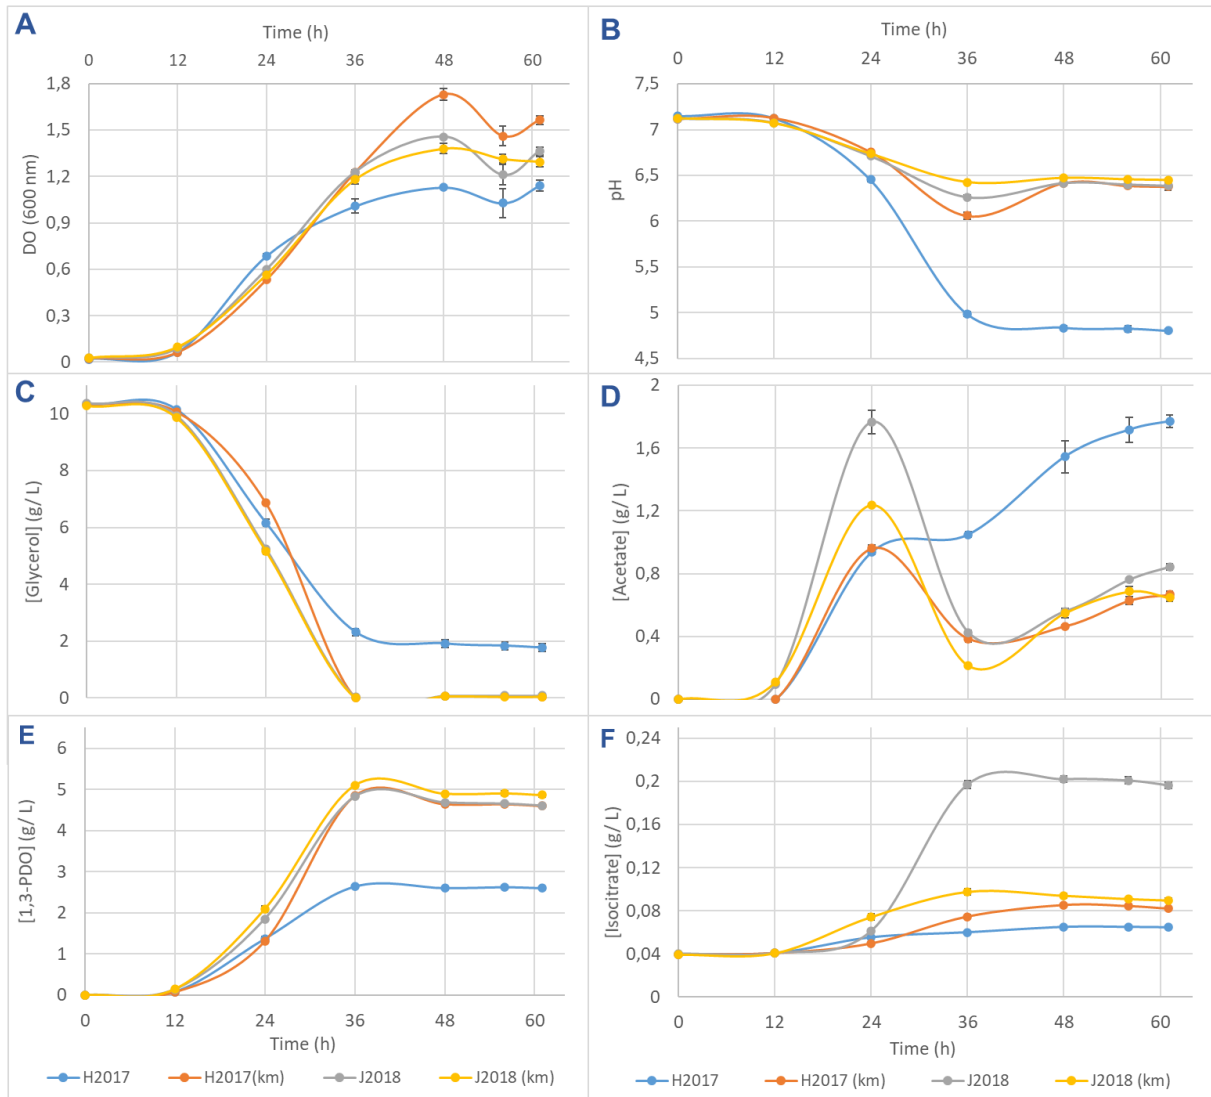 A
Time (h)
0 12 24 36 48 60
DO (600 nm)
1,8
1,5
1,2
0,9
0,6
0,3
0
B
Time (h)
0 12 24 36 48 60
pH
7,5
7
6,5
6
5,5
5
4,5
C
[Glycerol] (g/ L)
10
8
6
4
2
0
D
[Acetate] (g/ L)
2
1,6
1,2
0,8
0,4
0
E
[1,3-PDO] (g/ L)
6
5
4
3
2
1
0
0 12 24 36 48 60
Time (h)
H2017 H2017(km) J2018 J2018 (km)
F
[Isocitrate] (g/ L)
0,24
0,2
0,16
0,12
0,08
0,04
0
0 12 24 36 48 60
Time (h)
H2017 H2017 (km) J2018 J2018 (km)